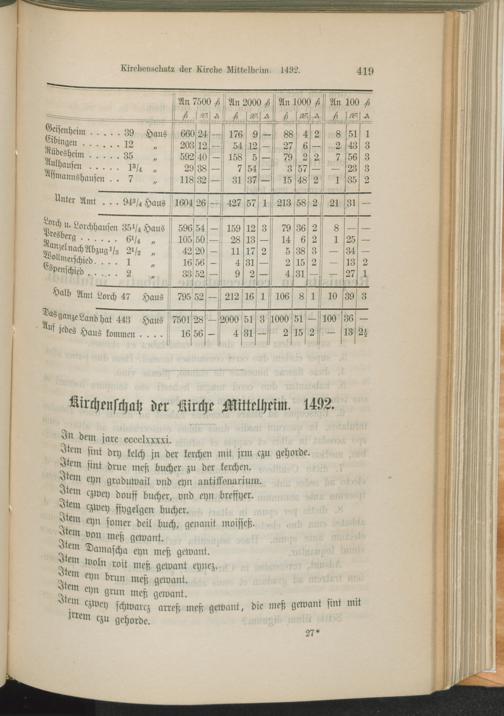 Kirchenschatz der Kirche Mittelheim. 1492. 419
An 7500 ₰ An 2000 ₰ An 1000 ₰ An 100 ₰
Geisenheim . . . . . 39 Haus 660 24 — 176 9 — 88 4 2 8 51 1
Eibingen . . . . . 12 „ 203 12 — 54 12 — 27 6 — 2 43 3
Rüdesheim . . . . . 35 „ 592 40 — 158 5 — 79 2 2 7 56 3
Aulhausen . . . . . 1¾ „ 29 38 — 7 54 — 3 57 — — 23 3
Aßmannshausen . . 7 „ 118 32 — 31 37 — 15 48 2 1 35 2
Unter Amt . . . 94¾ Haus 1604 26 — 427 57 1 213 58 2 21 31 —
Lorch u. Lorchhausen 35¼ Haus 596 54 — 159 12 3 79 36 2 8 — —
Presberg . . . . . . 6¼ „ 105 50 — 28 13 — 14 6 2 1 25 —
Ranzel nach Abzug ⅓ 2½ „ 42 20 — 11 17 2 5 38 3 — 34 —
Wollmerschied . . . . 1 „ 16 56 — 4 31 — 2 15 2 — 13 2
Espenschied . . . . . 2 „ 33 52 — 9 2 — 4 31 — — 27 1
Halb Amt Lorch 47 Haus 795 52 — 212 16 1 106 8 1 10 39 3
Das ganze Land hat 443 Haus 7501 28 — 2000 51 3 1000 51 — 100 36 —
Auf jedes Haus kommen . . . . 16 56 — 4 31 — 2 15 2 — 13 2½
Kirchenschatz der Kirche Mittelheim. 1492.
In dem jare cccclxxxxi.
Item sint dry kelch jn der kerchen mit jrm czu gehorde.
Item sint drue meß bucher zu der kerchen.
Item eyn graduwail vnd eyn antiffonarium.
Item czwey douff bucher, vnd eyn breffyer.
Item czwey
Item eyn somer deil buch, genanit
Item von meß gewant.
Item Damascha eyn meß gewant.
Item woln roit meß gewant eynez.
Item eyn brun meß gewant.
Item eyn grun meß gewant.
Item czwey schwarcz arreß meß gewant, die meß gewant sint mit
jrrem czu gehorde.
27*